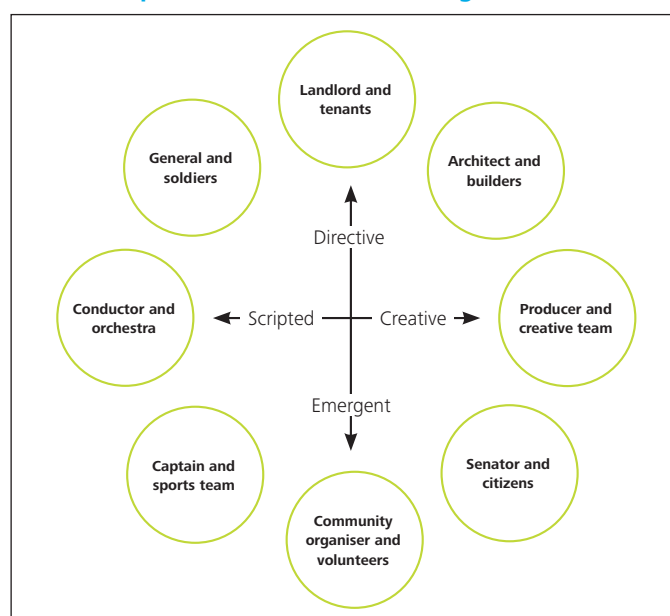 Landlord and
tenants
General and
soldiers
Architect and
builders
Directive
Conductor and
orchestra
Scripted
Creative
Producer and
creative team
Emergent
Captain and
sports team
Senator and
citizens
Community
organiser and
volunteers